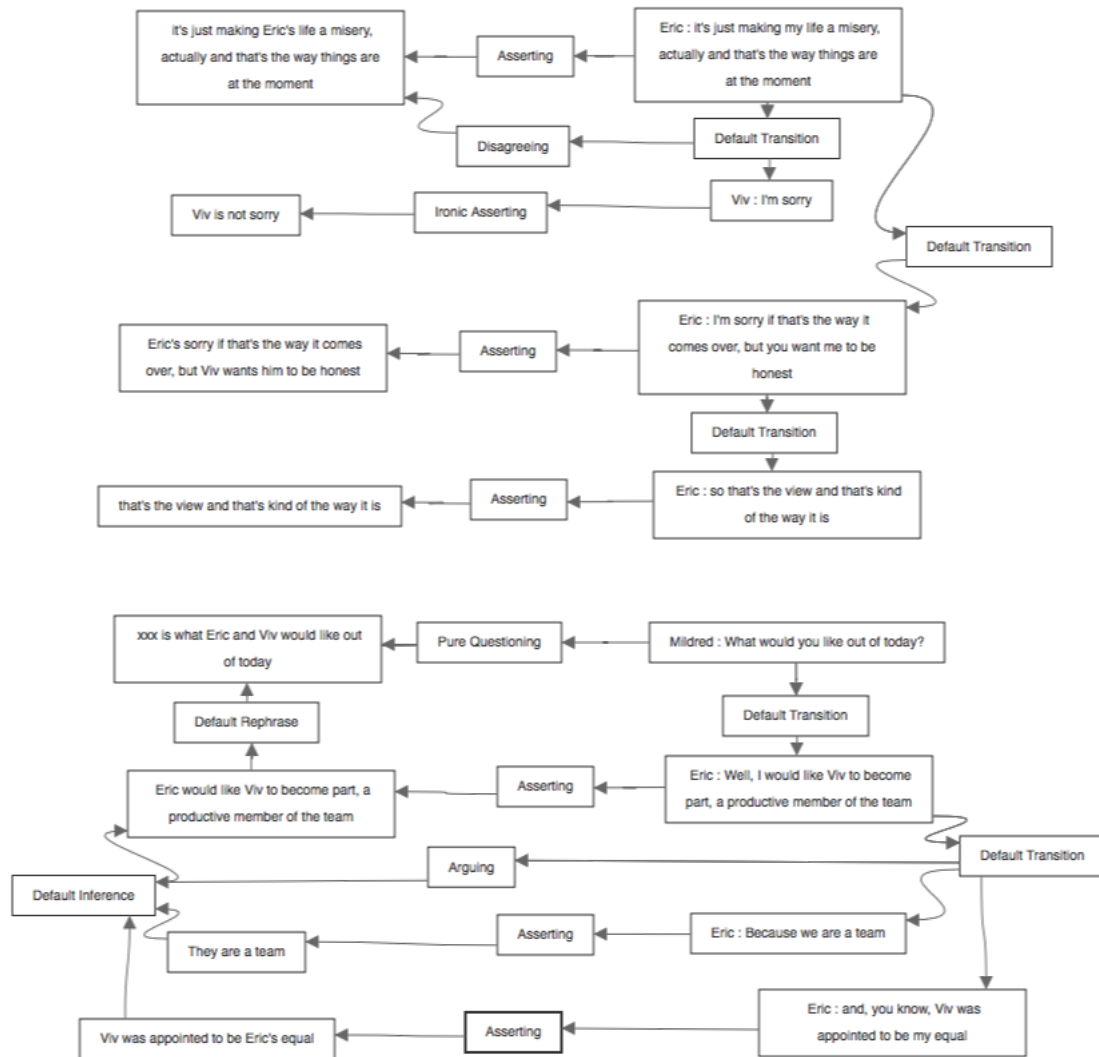 it's just making Eric's life a misery,
actually and that's the way things are
at the moment
Asserting
Eric : it's just making my life a misery,
actually and that's the way things are
at the moment
Disagreeing
Default Transition
Viv is not sorry
Ironic Asserting
Viv : I'm sorry
Default Transition
Eric's sorry if that's the way it comes
over, but Viv wants him to be honest
Asserting
Eric : I'm sorry if that's the way it
comes over, but you want me to be
honest
Default Transition
that's the view and that's kind of the way it is
Asserting
Eric : so that's the view and that's kind
of the way it is
xxx is what Eric and Viv would like out
of today
Pure Questioning
Mildred : What would you like out of today?
Default Rephrase
Default Transition
Eric would like Viv to become part, a
productive member of the team
Asserting
Eric : Well, I would like Viv to become
part, a productive member of the team
Default Inference
Arguing
Default Transition
They are a team
Asserting
Eric : Because we are a team
Viv was appointed to be Eric's equal
Asserting
Eric : and, you know, Viv was
appointed to be my equal